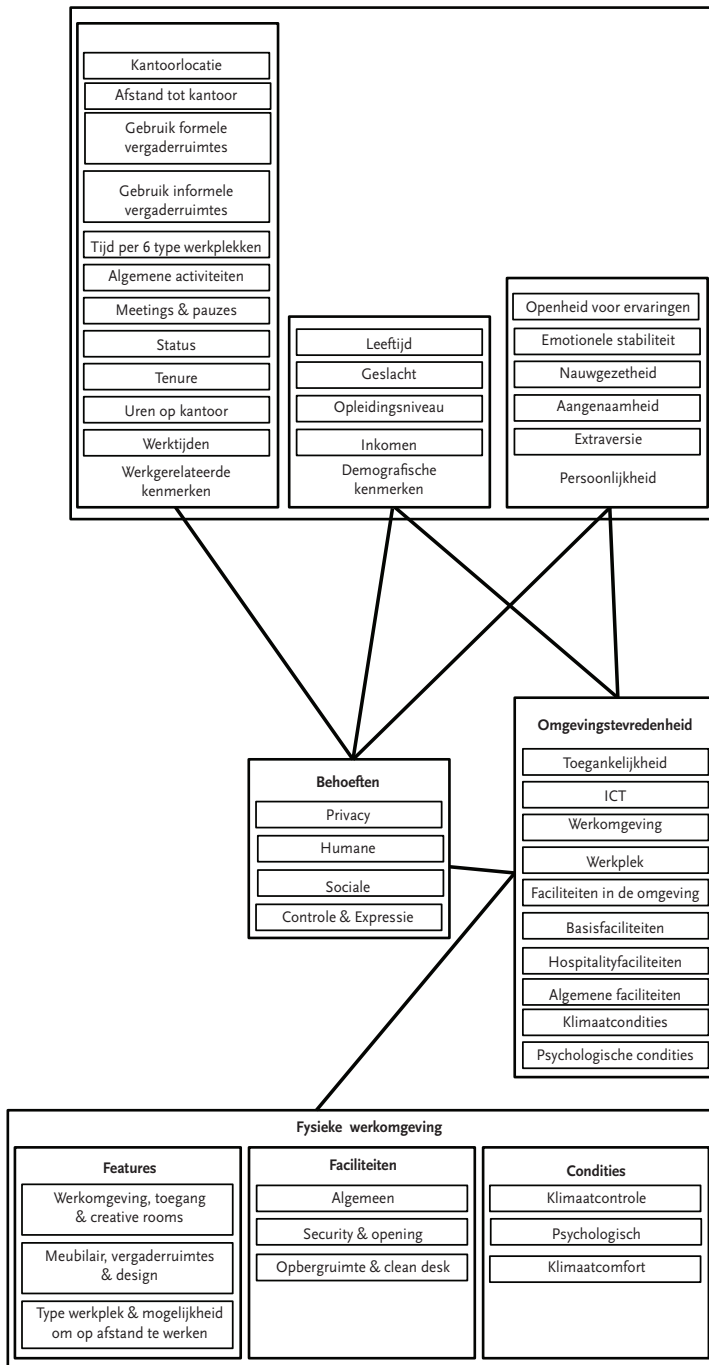 Kantoorlocatie
Afstand tot kantoor
Gebruik formele
vergaderruimtes
Gebruik informele
vergaderruimtes
Tijd per 6 type werkplekken
Algemene activiteiten
Meetings & pauzes
Status
Tenure
Uren op kantoor
Werktijden
Werkgerelateerde
kenmerken
Leeftijd
Geslacht
Opleidingsniveau
Inkomen
Demografische
kenmerken
Openheid voor ervaringen
Emotionele stabiliteit
Nauwgezetheid
Aangenaamheid
Extraversie
Persoonlijkheid
Behoeften
Privacy
Humane
Sociale
Controle & Expressie
Omgevingstevredenheid
Toegankelijkheid
ICT
Werkomgeving
Werkplek
Faciliteiten in de omgeving
Basisfaciliteiten
Hospitalityfaciliteiten
Algemene faciliteiten
Klimaatcondities
Psychologische condities
Fysieke werkomgeving
Features
Werkomgeving, toegang
& creative rooms
Meubilair, vergaderruimtes
& design
Type werkplek & mogelijkheid
om op afstand te werken
Faciliteiten
Algemeen
Security & opening
Opbergruimte & clean desk
Condities
Klimaatcontrole
Psychologisch
Klimaatcomfort